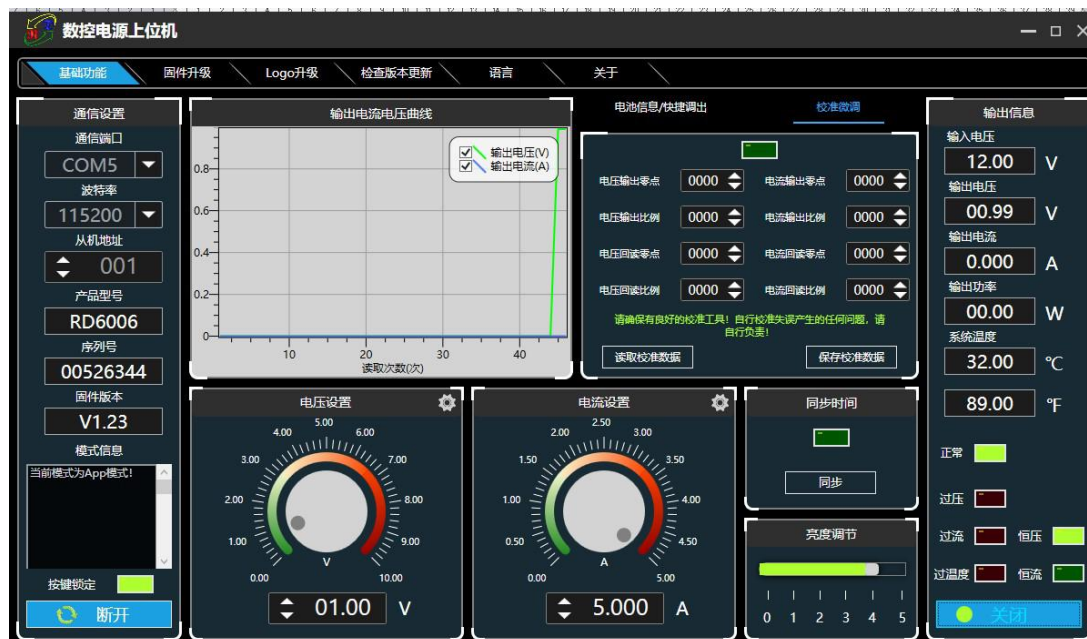 数控电源上位机
基础功能 固件升级 Logo升级 检查版本更新 语言 关于
通信设置
通信端口
COM5
波特率
115200
从机地址
001
产品型号
RD6006
序列号
00526344
固件版本
V1.23
模式信息
当前模式为App模式!
按键锁定
断开
输出电流电压曲线
输出电压(V)
输出电流(A)
0.8
0.6
0.4
0.2
0
10 20 30 40
读取次数(次)
电池信息/快捷调出 校准微调
电压输出零点 0000 电流输出零点 0000
电压输出比例 0000 电流输出比例 0000
电压回读零点 0000 电流回读零点 0000
电压回读比例 0000 电流回读比例 0000
请确保有良好的校准工具! 自行校准失误产生的任何问题, 请
自行负责!
读取校准数据 保存校准数据
电压设置
0.00 1.00 2.00 3.00 4.00 5.00 6.00 7.00 8.00 9.00 10.00
V
01.00 V
电流设置
0.00 0.50 1.00 1.50 2.00 2.50 3.00 3.50 4.00 4.50 5.00
A
5.000 A
同步时间
同步
亮度调节
0 1 2 3 4 5
输出信息
输入电压
12.00 V
输出电压
00.99 V
输出电流
0.000 A
输出功率
00.00 W
系统温度
32.00 ℃
89.00 ℉
正常
过压
过流 恒压
过温度 恒流
关闭